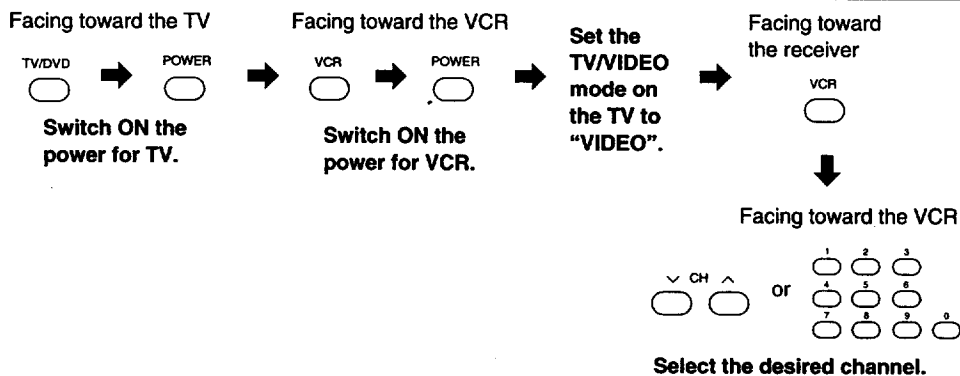 Facing toward the TV
TV/DVD
POWER
Switch ON the
power for TV.
Facing toward the VCR
VCR
POWER
Switch ON the
power for VCR.
Set the
TV/VIDEO
mode on
the TV to
“VIDEO”.
Facing toward
the receiver
VCR
Facing toward the VCR
CH
or
1 2 3
4 5 6
7 8 9 0
Select the desired channel.